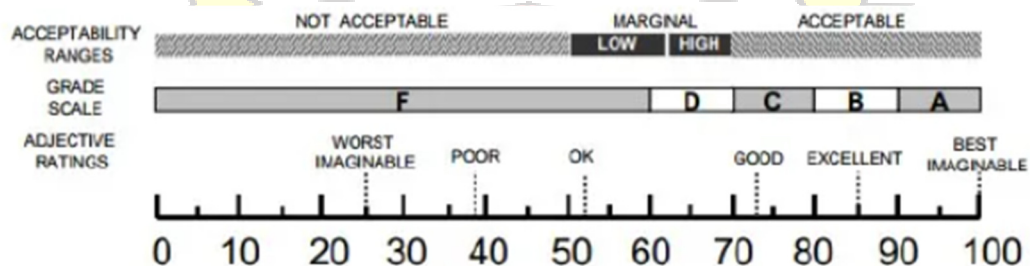 NOT ACCEPTABLE MARGINAL ACCEPTABLE
ACCEPTABILITY
RANGES
LOW HIGH
GRADE
SCALE
F D C B A
ADJECTIVE
RATINGS
WORST
IMAGINABLE
POOR
OK
GOOD
EXCELLENT
BEST
IMAGINABLE
0 10 20 30 40 50 60 70 80 90 100